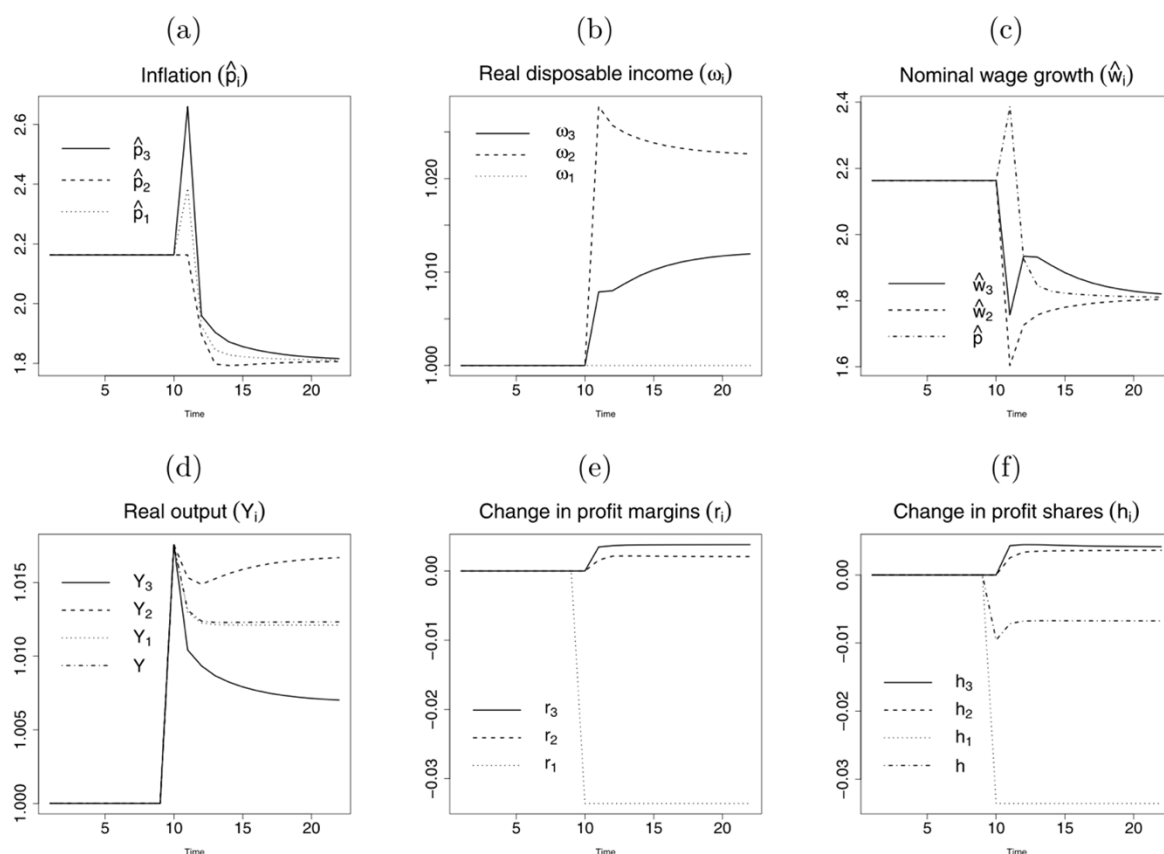 (a)
Inflation (p̂ᵢ)
2.6
2.4
2.2
2.0
1.8
p̂₃
p̂₂
p̂₁
5 10 15 20
Time
(b)
Real disposable income (ωᵢ)
1.020
1.010
1.000
ω₃
ω₂
ω₁
5 10 15 20
Time
(c)
Nominal wage growth (ŵᵢ)
2.4
2.2
2.0
1.8
1.6
ŵ₃
ŵ₂
p̂
5 10 15 20
Time
(d)
Real output (Yᵢ)
1.015
1.010
1.005
1.000
Y₃
Y₂
Y₁
Y
5 10 15 20
Time
(e)
Change in profit margins (rᵢ)
0.00
−0.01
−0.02
−0.03
r₃
r₂
r₁
5 10 15 20
Time
(f)
Change in profit shares (hᵢ)
0.00
−0.01
−0.02
−0.03
h₃
h₂
h₁
h
5 10 15 20
Time